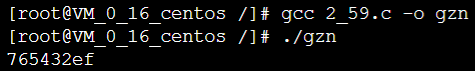 [root@VM_0_16_centos /]# gcc 2_59.c -o gzn
[root@VM_0_16_centos /]# ./gzn
765432ef